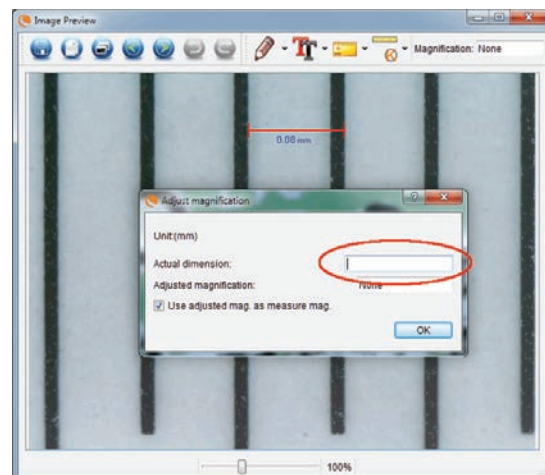 Image Preview
TT
Magnification: None
0.08 mm
Adjust magnification
Unit:(mm)
Actual dimension:
Adjusted magnification: None
Use adjusted mag. as measure mag.
OK
100%